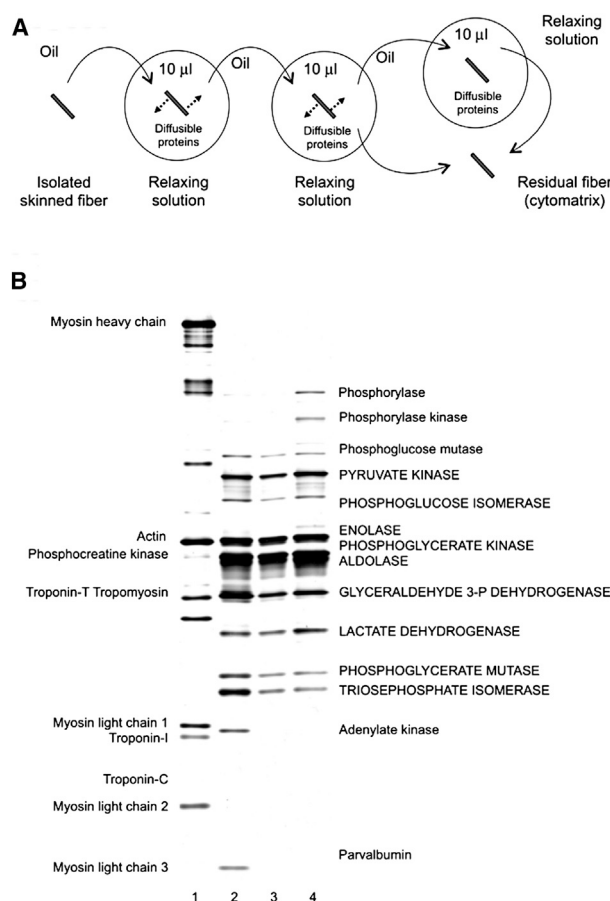 A
Oil
10 µl
Diffusible
proteins
Oil
10 µl
Diffusible
proteins
Oil
10 µl
Diffusible
proteins
Relaxing
solution
Isolated
skinned fiber
Relaxing
solution
Relaxing
solution
Residual fiber
(cytomatrix)
B
Myosin heavy chain
Phosphorylase
Phosphorylase kinase
Phosphoglucose mutase
PYRUVATE KINASE
PHOSPHOGLUCOSE ISOMERASE
ENOLASE
Actin
PHOSPHOGLYCERATE KINASE
Phosphocreatine kinase
ALDOLASE
Troponin-T Tropomyosin
GLYCERALDEHYDE 3-P DEHYDROGENASE
LACTATE DEHYDROGENASE
PHOSPHOGLYCERATE MUTASE
TRIOSEPHOSPHATE ISOMERASE
Myosin light chain 1
Adenylate kinase
Troponin-I
Troponin-C
Myosin light chain 2
Parvalbumin
Myosin light chain 3
1 2 3 4